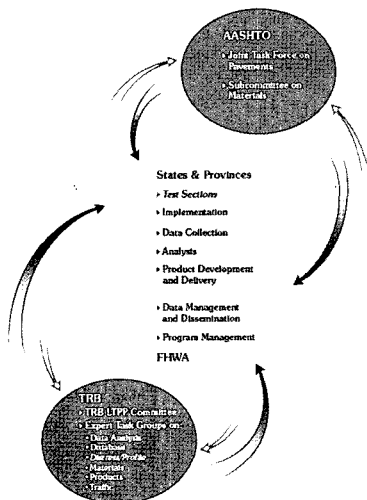 AASHTO
▸ Joint Task Force on
Pavements
▸ Subcommittee on
Materials
States & Provinces
▸ Test Sections
▸ Implementation
▸ Data Collection
▸ Analysis
▸ Product Development
and Delivery
▸ Data Management
and Dissemination
▸ Program Management
FHWA
TRB
▸ TRB LTPP Committee
▸ Expert Task Groups on:
• Data Analysis
• Database
• Distress/Profile
• Materials
• Products
• Traffic